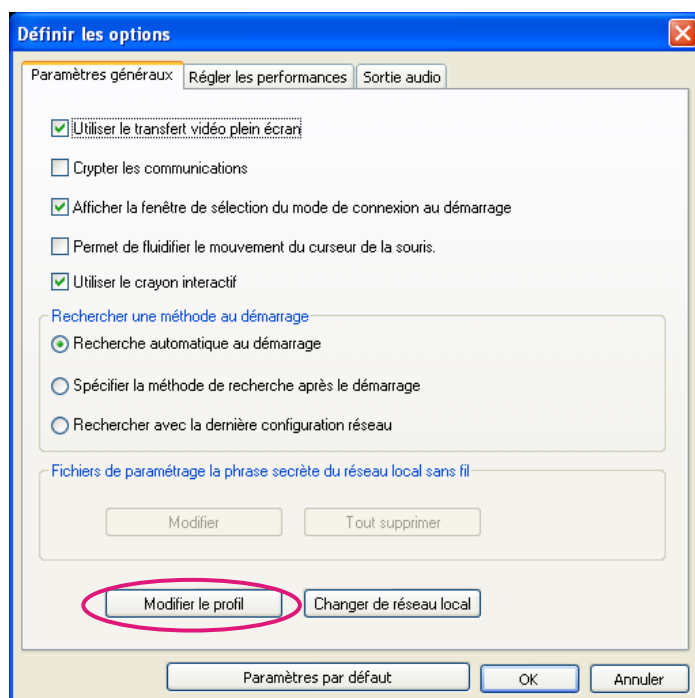 Définir les options
Paramètres généraux Régler les performances Sortie audio
Utiliser le transfert vidéo plein écran
Crypter les communications
Afficher la fenêtre de sélection du mode de connexion au démarrage
Permet de fluidifier le mouvement du curseur de la souris.
Utiliser le crayon interactif
Rechercher une méthode au démarrage
Recherche automatique au démarrage
Spécifier la méthode de recherche après le démarrage
Rechercher avec la dernière configuration réseau
Fichiers de paramétrage la phrase secrète du réseau local sans fil
Modifier Tout supprimer
Modifier le profil Changer de réseau local
Paramètres par défaut OK Annuler